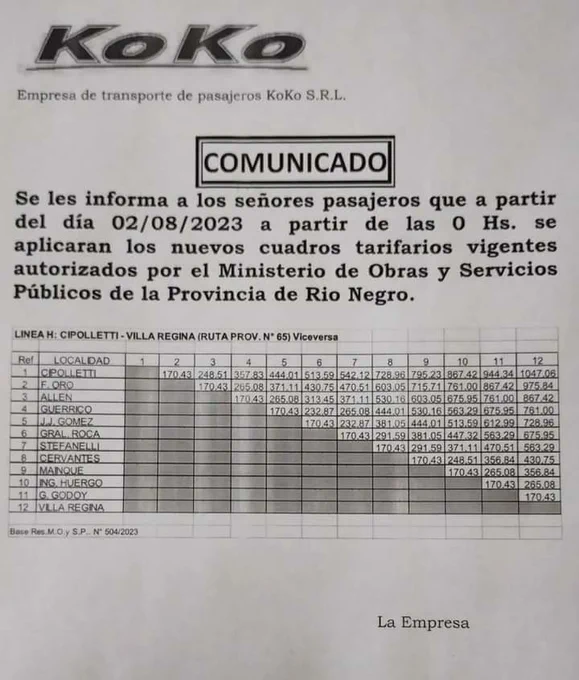 KoKo
Empresa de transporte de pasajeros KoKo S.R.L.
COMUNICADO
Se les informa a los señores pasajeros que a partir
del día 02/08/2023 a partir de las 0 Hs. se
aplicaran los nuevos cuadros tarifarios vigentes
autorizados por el Ministerio de Obras y Servicios
Públicos de la Provincia de Rio Negro.
LINEA H: CIPOLLETTI - VILLA REGINA (RUTA PROV. N° 65) Viceversa
Ref LOCALIDAD 1 2 3 4 5 6 7 8 9 10 11 12
1 CIPOLLETTI 170.43 248.51 357.83 444.01 513.59 542.12 728.96 795.23 867.42 944.34 1047.06
2 F. ORO 170.43 265.08 371.11 430.75 470.51 603.05 715.71 761.00 867.42 975.84
3 ALLEN 170.43 265.08 313.45 371.11 530.16 603.05 675.95 761.00 867.42
4 GUERRICO 170.43 232.87 265.08 444.01 530.16 563.29 675.95 761.00
5 J.J. GOMEZ 170.43 232.87 381.05 444.01 513.59 612.99 728.96
6 GRAL. ROCA 170.43 291.59 381.05 447.32 563.29 675.95
7 STEFANELLI 170.43 291.59 371.11 470.51 563.29
8 CERVANTES 170.43 248.51 356.84 430.75
9 MAINQUE 170.43 265.08 356.84
10 ING. HUERGO 170.43 265.08
11 G. GODOY 170.43
12 VILLA REGINA
Base Res.M.O.y S.P.. N° 504/2023
La Empresa